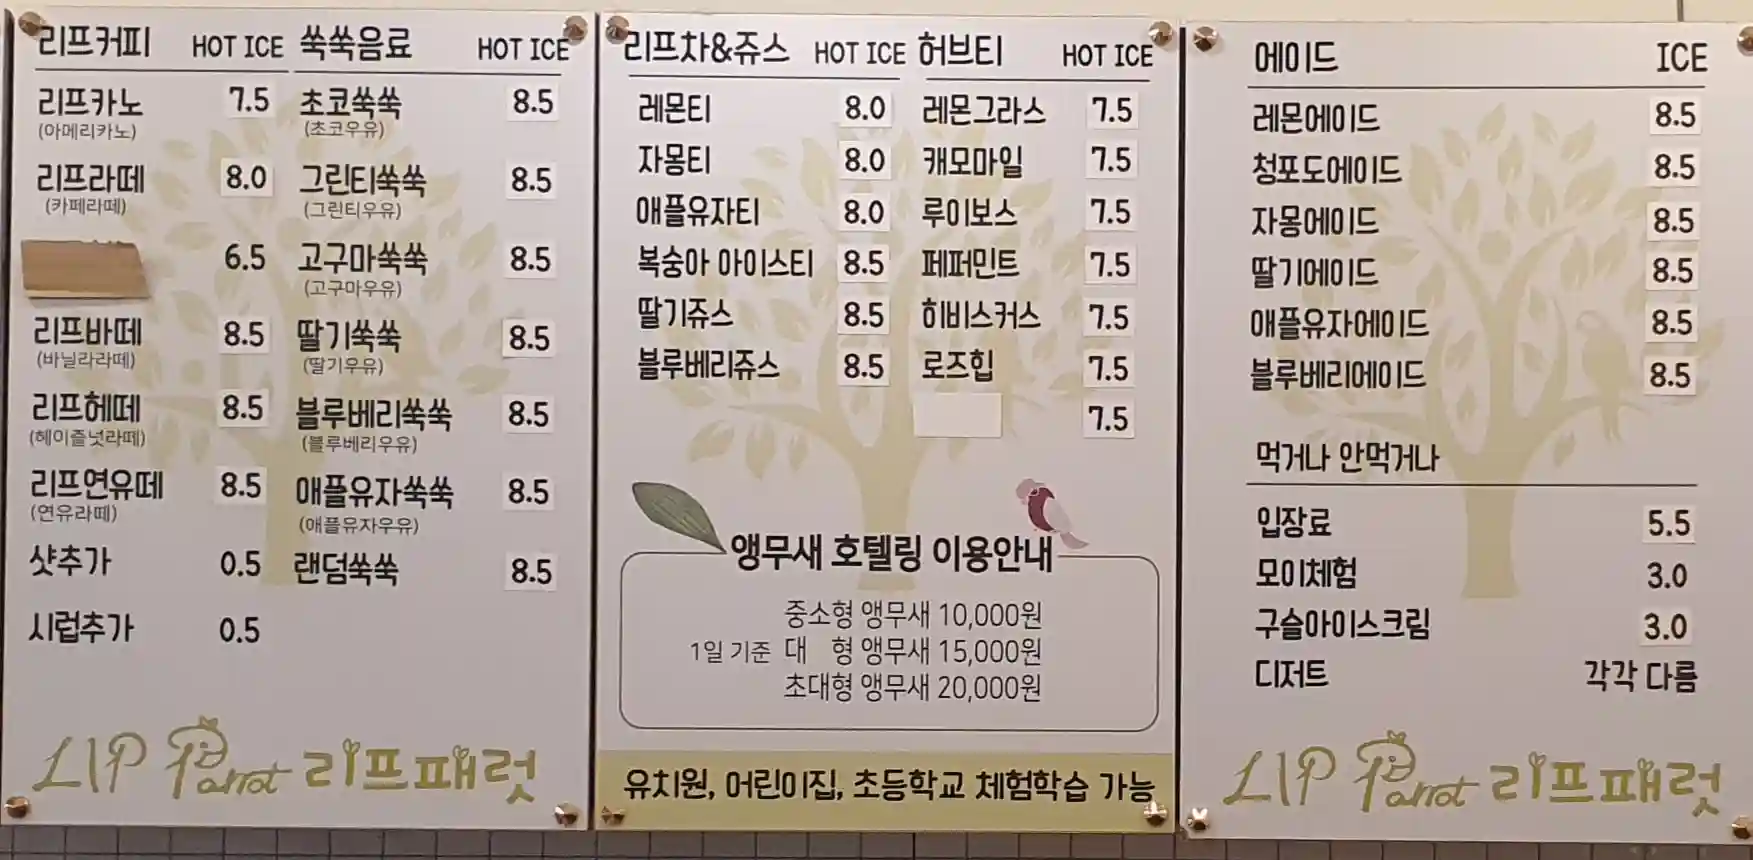 리프커피 HOT ICE
리프카노 7.5
(아메리카노)
리프라떼 8.0
(카페라떼)
6.5
리프바떼 8.5
(바닐라라떼)
리프헤떼 8.5
(헤이즐넛라떼)
리프연유떼 8.5
(연유라떼)
샷추가 0.5
시럽추가 0.5
쑥쑥음료 HOT ICE
초코쑥쑥 8.5
(초코우유)
그린티쑥쑥 8.5
(그린티우유)
고구마쑥쑥 8.5
(고구마우유)
딸기쑥쑥 8.5
(딸기우유)
블루베리쑥쑥 8.5
(블루베리우유)
애플유자쑥쑥 8.5
(애플유자우유)
랜덤쑥쑥 8.5
LIP Parrot 리프패럿
리프차&쥬스 HOT ICE
레몬티 8.0
자몽티 8.0
애플유자티 8.0
복숭아 아이스티 8.5
딸기쥬스 8.5
블루베리쥬스 8.5
허브티 HOT ICE
레몬그라스 7.5
캐모마일 7.5
루이보스 7.5
페퍼민트 7.5
히비스커스 7.5
로즈힙 7.5
7.5
앵무새 호텔링 이용안내
중소형 앵무새 10,000원
1일 기준 대 형 앵무새 15,000원
초대형 앵무새 20,000원
유치원, 어린이집, 초등학교 체험학습 가능
에이드 ICE
레몬에이드 8.5
청포도에이드 8.5
자몽에이드 8.5
딸기에이드 8.5
애플유자에이드 8.5
블루베리에이드 8.5
먹거나 안먹거나
입장료 5.5
모이체험 3.0
구슬아이스크림 3.0
디저트 각각 다름
LIP Parrot 리프패럿